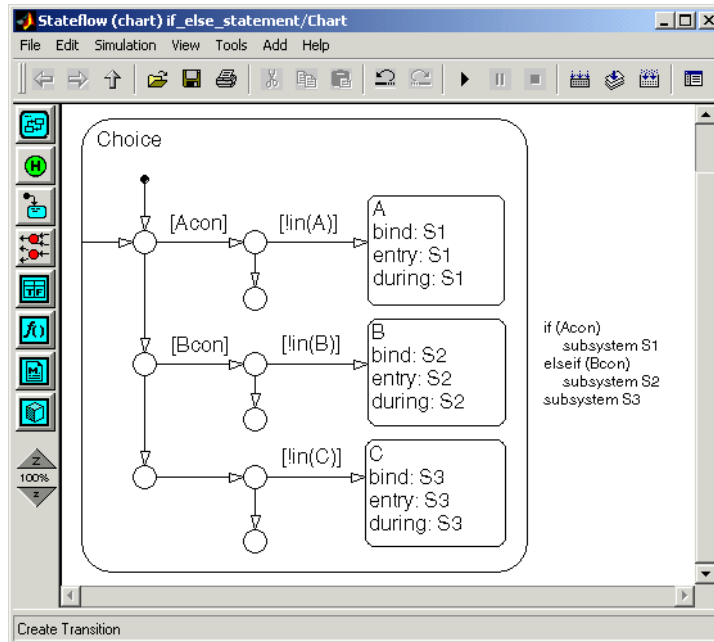 Stateflow (chart) if_else_statement/Chart
File Edit Simulation View Tools Add Help
Choice
[Acon] [!in(A)]
A
bind: S1
entry: S1
during: S1
[Bcon] [!in(B)]
B
bind: S2
entry: S2
during: S2
[!in(C)]
C
bind: S3
entry: S3
during: S3
if (Acon)
subsystem S1
elseif (Bcon)
subsystem S2
subsystem S3
H
TF
f()
M
Z
100%
z
Create Transition